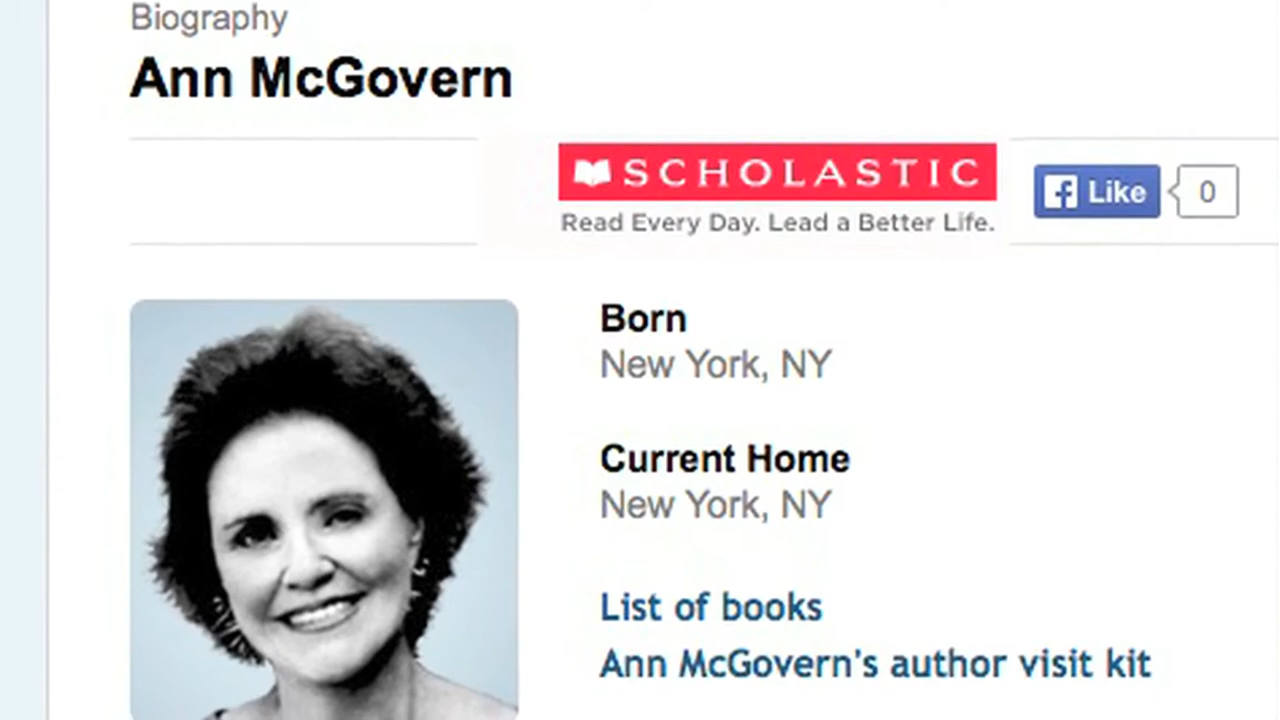 Biography
Ann McGovern
SCHOLASTIC
Read Every Day. Lead a Better Life.
Like
0
Born
New York, NY
Current Home
New York, NY
List of books
Ann McGovern's author visit kit